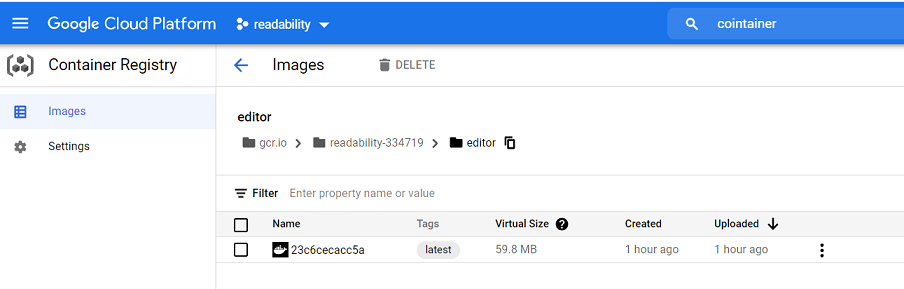 Google Cloud Platform readability cointainer
Container Registry Images DELETE
Images
Settings
editor
gcr.io readability-334719 editor
Filter Enter property name or value
Name Tags Virtual Size ? Created Uploaded
23c6cecacc5a latest 59.8 MB 1 hour ago 1 hour ago